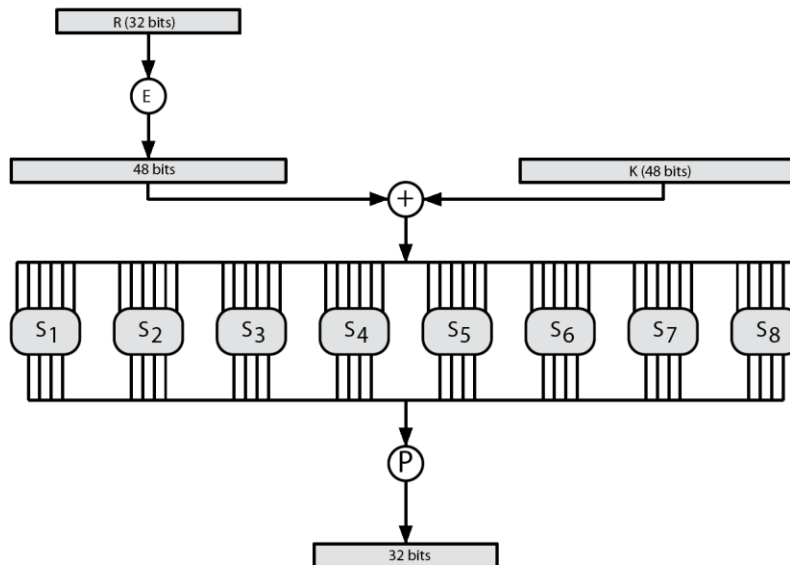 R (32 bits)
E
48 bits
K (48 bits)
+
S1 S2 S3 S4 S5 S6 S7 S8
P
32 bits